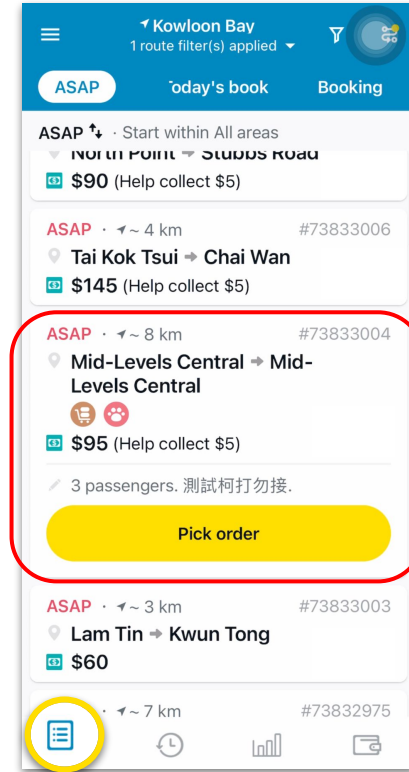 Kowloon Bay
1 route filter(s) applied
ASAP
Today's book
Booking
ASAP · Start within All areas
North Point → Stubbs Road
$90 (Help collect $5)
ASAP · ~ 4 km #73833006
Tai Kok Tsui → Chai Wan
$145 (Help collect $5)
ASAP · ~ 8 km #73833004
Mid-Levels Central → Mid-
Levels Central
$95 (Help collect $5)
3 passengers. 測試柯打勿接.
Pick order
ASAP · ~ 3 km #73833003
Lam Tin → Kwun Tong
$60
· ~ 7 km #73832975